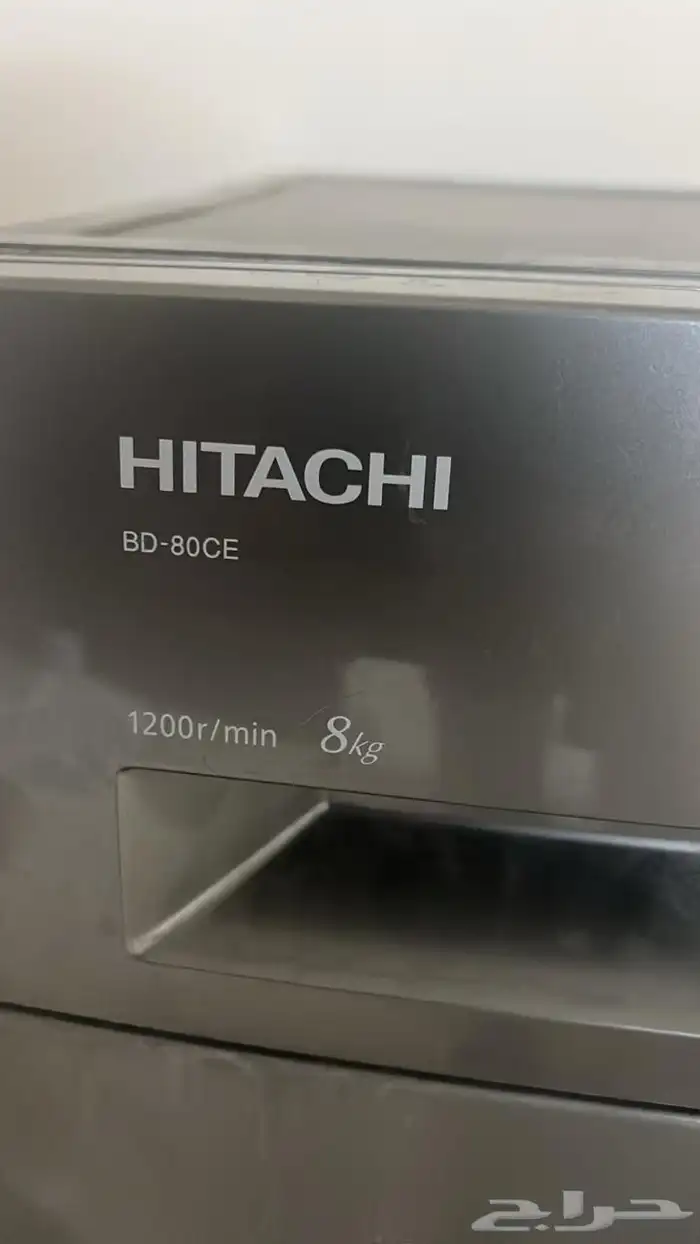 HITACHI
BD-80CE
1200r/min 8kg
حراج